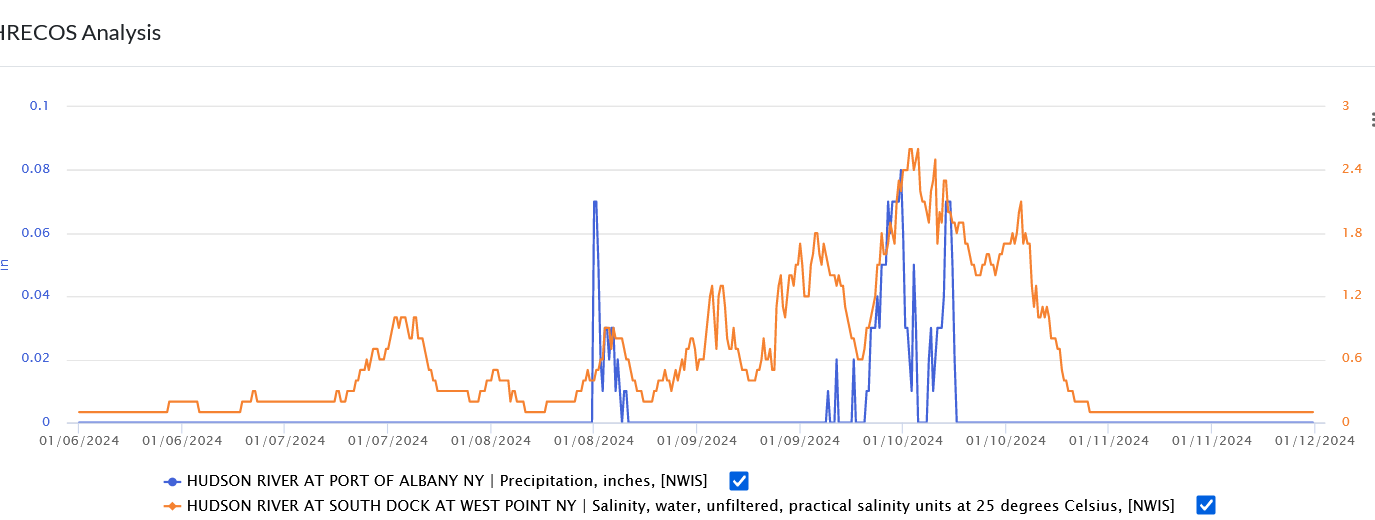 HRECOS Analysis
0.1 3
0.08 2.4
0.06 1.8
in
0.04 1.2
0.02 0.6
0 0
01/06/2024 01/06/2024 01/07/2024 01/07/2024 01/08/2024 01/08/2024 01/09/2024 01/09/2024 01/10/2024 01/10/2024 01/11/2024 01/11/2024 01/12/2024
HUDSON RIVER AT PORT OF ALBANY NY | Precipitation, inches, [NWIS]
HUDSON RIVER AT SOUTH DOCK AT WEST POINT NY | Salinity, water, unfiltered, practical salinity units at 25 degrees Celsius, [NWIS]